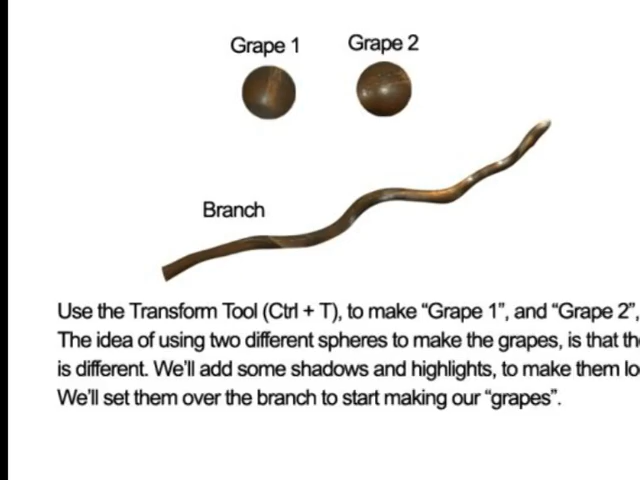 Grape 1
Grape 2
Branch
Use the Transform Tool (Ctrl + T), to make “Grape 1”, and “Grape 2”,
The idea of using two different spheres to make the grapes, is that
is different. We’ll add some shadows and highlights, to make them
We’ll set them over the branch to start making our “grapes”.